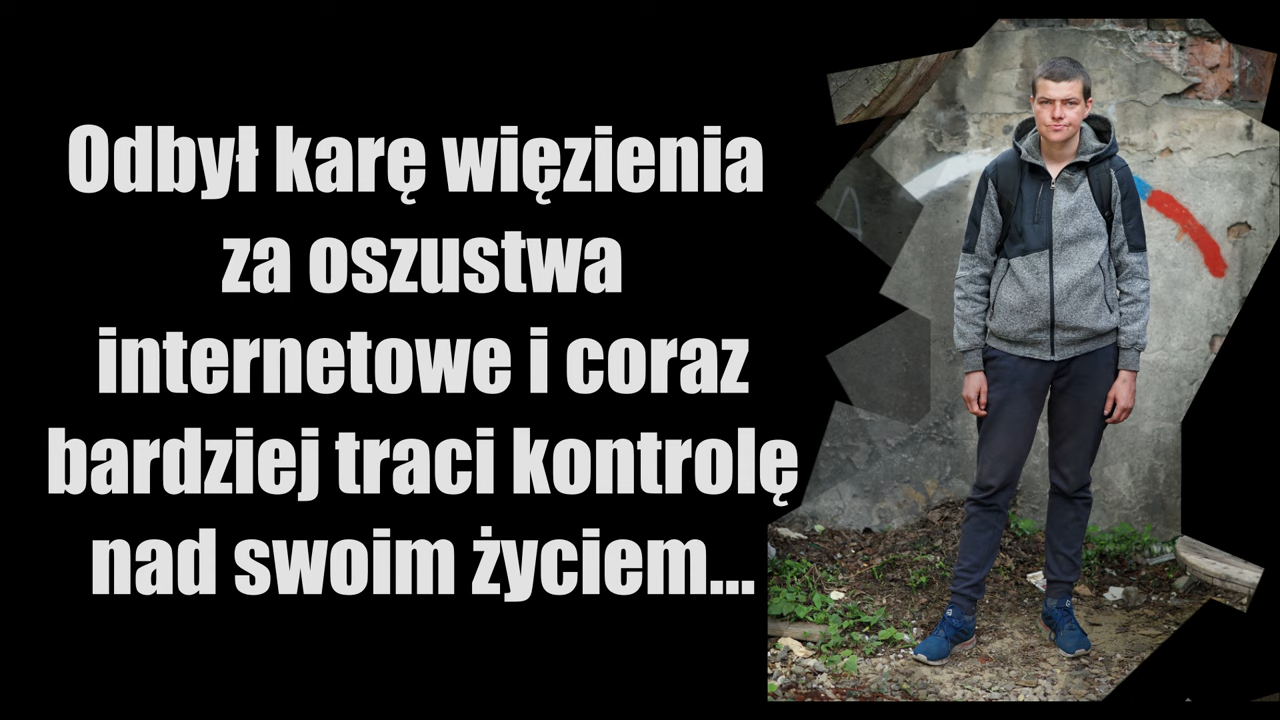 Odbył karę więzienia
za oszustwa
internetowe i coraz
bardziej traci kontrolę
nad swoim życiem...